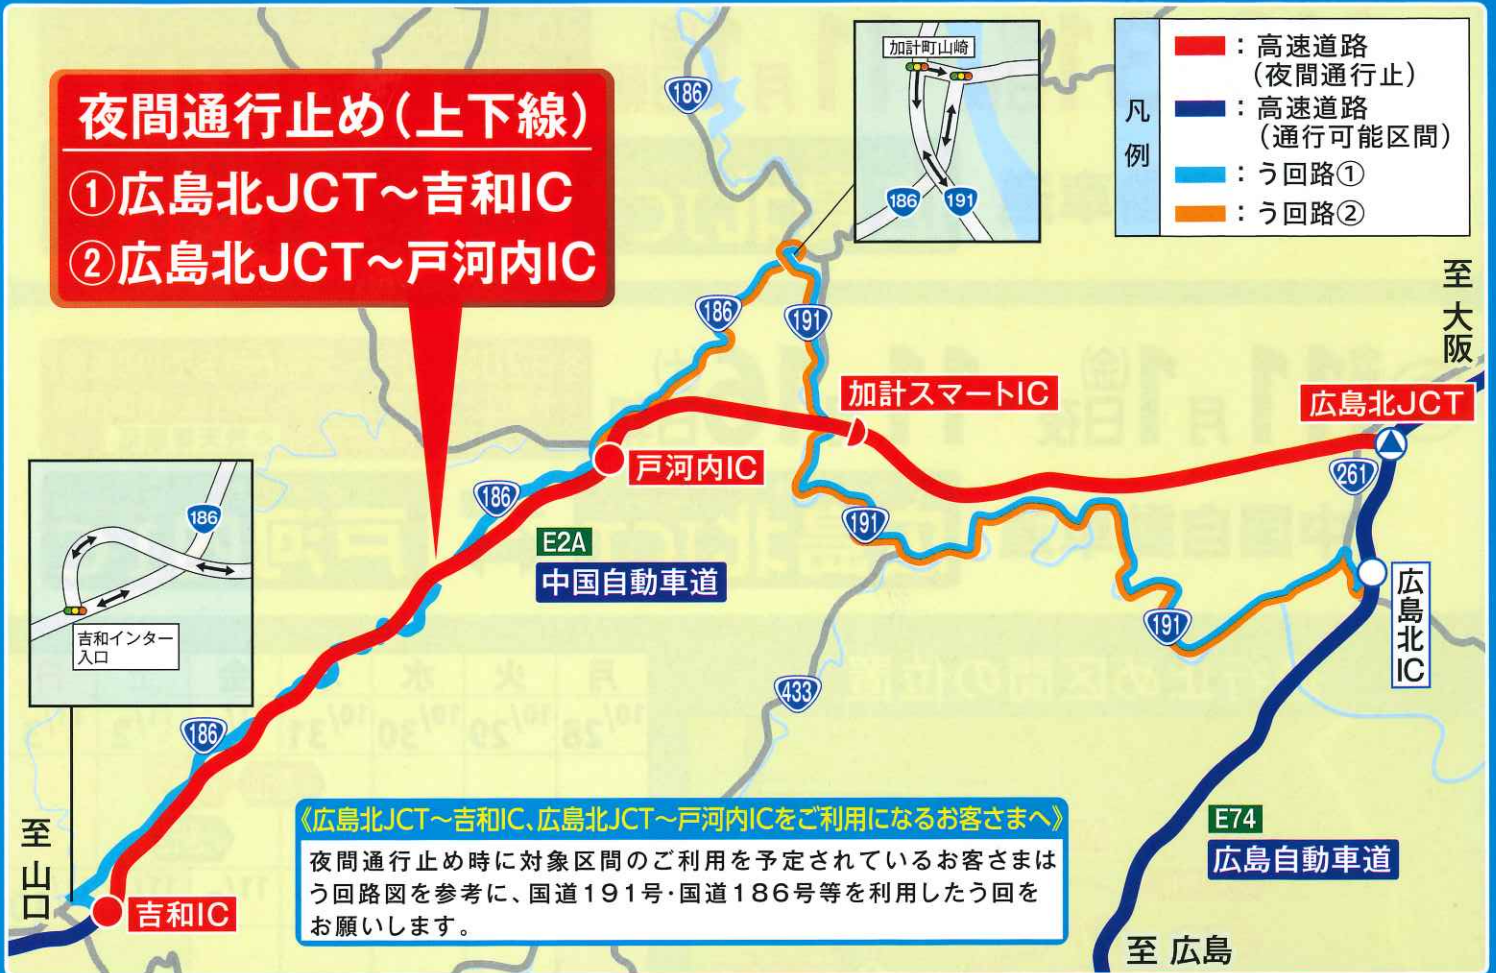 夜間通行止め(上下線)
①広島北JCT～吉和IC
②広島北JCT～戸河内IC
186
加計町山崎
186
191
凡例
：高速道路
(夜間通行止)
：高速道路
(通行可能区間)
：う回路①
：う回路②
至大阪
186
191
加計スマートIC
広島北JCT
戸河内IC
261
186
191
E2A
中国自動車道
186
吉和インター
入口
広島北IC
191
433
186
至山口
吉和IC
《広島北JCT～吉和IC、広島北JCT～戸河内ICをご利用になるお客さまへ》
夜間通行止め時に対象区間のご利用を予定されているお客さまは
う回路図を参考に、国道191号・国道186号等を利用したう回を
お願いします。
E74
広島自動車道
至 広島